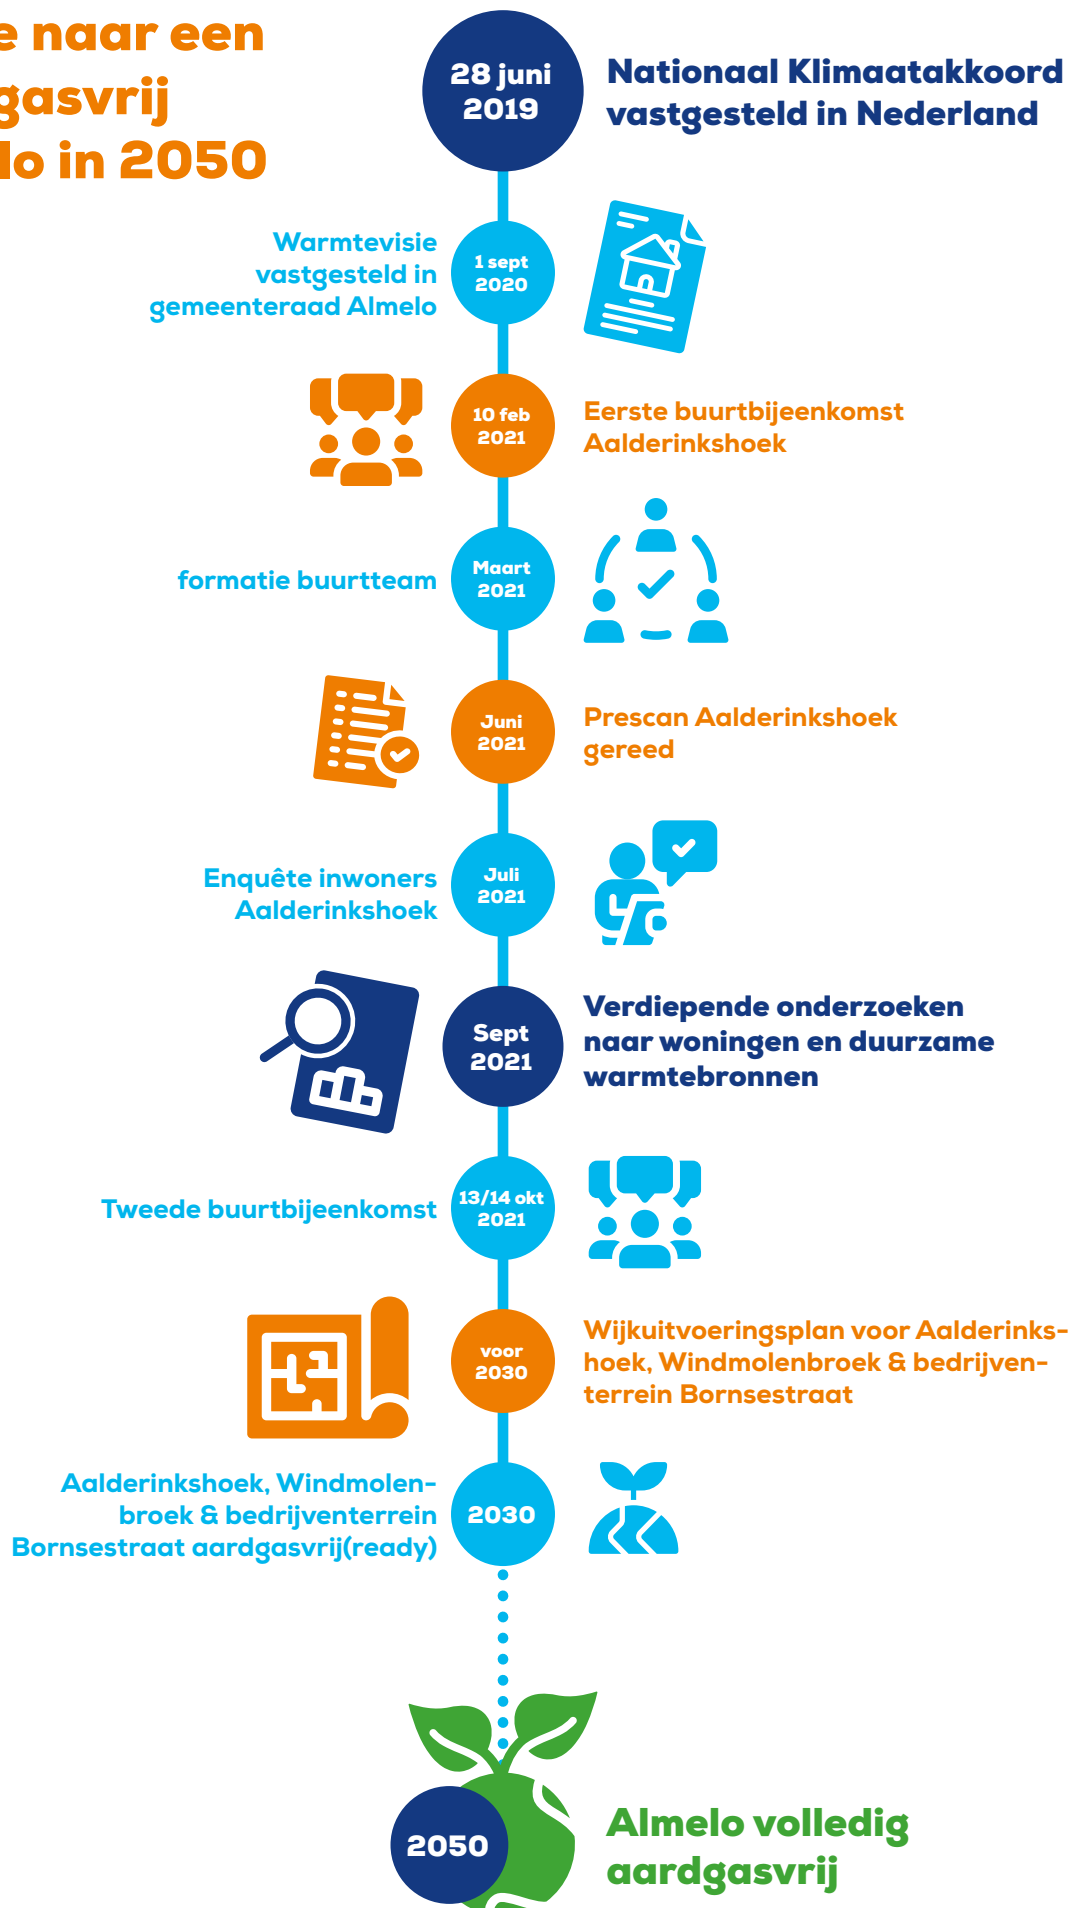 naar een
gasvrij
in 2050
28 juni
2019
Nationaal Klimaatakkoord
vastgesteld in Nederland
Warmtevisie
vastgesteld in
gemeenteraad Almelo
1 sept
2020
10 feb
2021
Eerste buurtbijeenkomst
Aalderinkshoek
formatie buurtteam
Maart
2021
Juni
2021
Prescan Aalderinkshoek
gereed
Enquête inwoners
Aalderinkshoek
Juli
2021
Sept
2021
Verdiepende onderzoeken
naar woningen en duurzame
warmtebronnen
Tweede buurtbijeenkomst
13/14 okt
2021
voor
2030
Wijkuitvoeringsplan voor Aalderinks-
hoek, Windmolenbroek & bedrijven-
terrein Bornsestraat
Aalderinkshoek, Windmolen-
broek & bedrijventerrein
Bornsestraat aardgasvrij(ready)
2030
2050
Almelo volledig
aardgasvrij